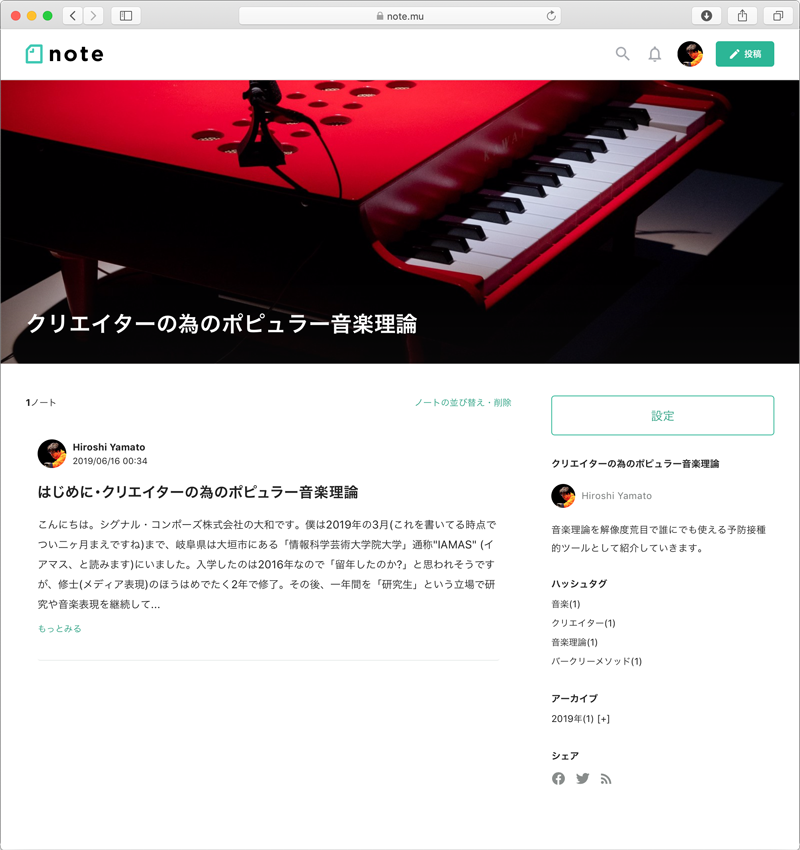 note.mu
note
投稿
KAWAI
クリエイターの為のポピュラー音楽理論
1ノート
ノートの並び替え・削除
Hiroshi Yamato
2019/06/16 00:34
はじめに・クリエイターの為のポピュラー音楽理論
こんにちは。シグナル・コンポーズ株式会社の大和です。僕は2019年の3月(これを書いてる時点で
つい二ヶ月まえですね)まで、岐阜県は大垣市にある「情報科学芸術大学院大学」通称"IAMAS" (イ
アマス、と読みます)にいました。入学したのは2016年なので「留年したのか?」と思われそうです
が、修士(メディア表現)のほうはめでたく2年で修了。その後、一年間を「研究生」という立場で研
究や音楽表現を継続して...
もっとみる
設定
クリエイターの為のポピュラー音楽理論
Hiroshi Yamato
音楽理論を解像度荒目で誰にでも使える予防接種
的ツールとして紹介していきます。
ハッシュタグ
音楽(1)
クリエイター(1)
音楽理論(1)
バークリーメソッド(1)
アーカイブ
2019年(1) [+]
シェア